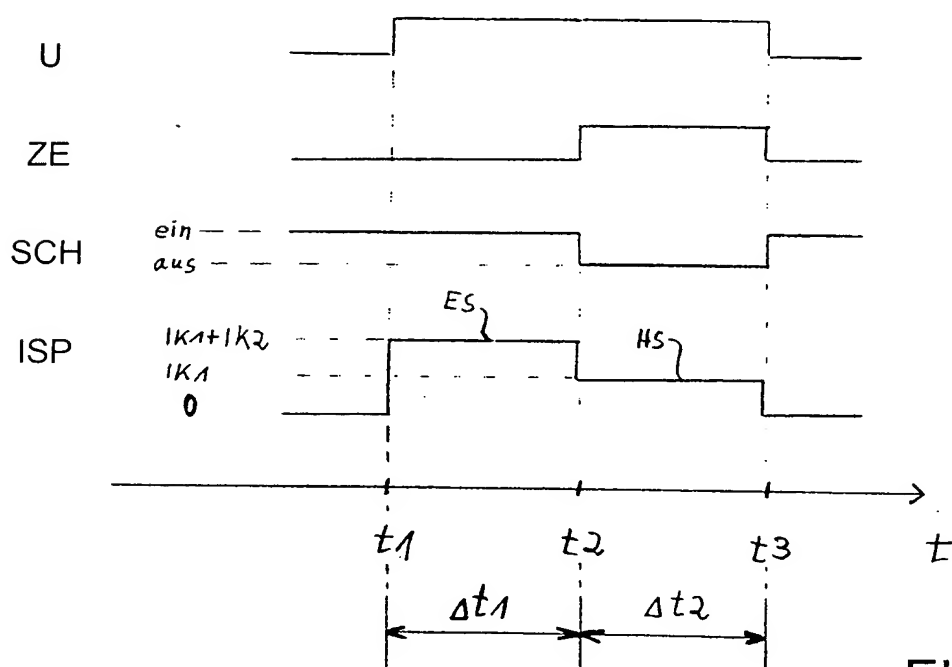 U
ZE
SCH
ein
aus
ISP
IK1+IK2
IK1
0
ES
HS
t1
t2
t3
t
Δt1
Δt2